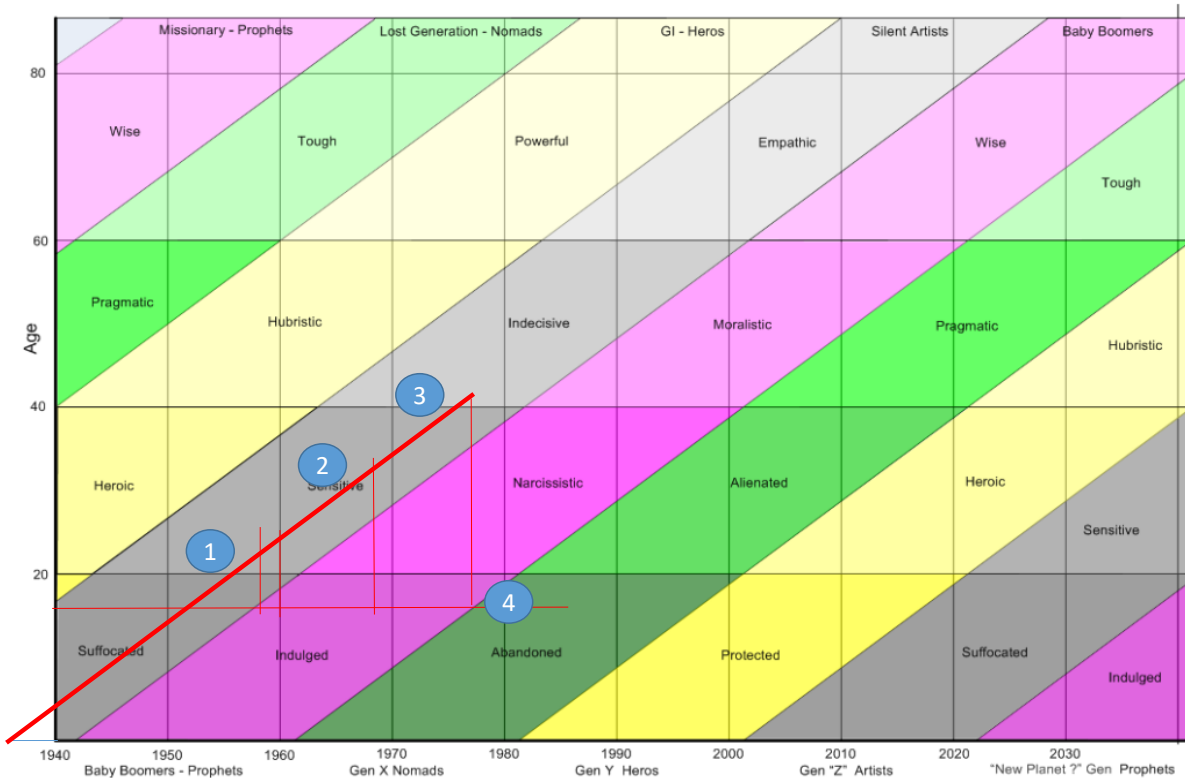 Missionary - Prophets Lost Generation - Nomads GI - Heros Silent Artists Baby Boomers
80
Wise Tough Powerful Empathic Wise
Tough
60
Pragmatic Hubristic Indecisive Moralistic Pragmatic
Hubristic
Age
40
3
2
Heroic Sensitive Narcissistic Alienated Heroic
Sensitive
1
20
4
Suffocated Indulged Abandoned Protected Suffocated
Indulged
1940 1950 1960 1970 1980 1990 2000 2010 2020 2030
Baby Boomers - Prophets Gen X Nomads Gen Y Heros Gen "Z" Artists "New Planet ?" Gen Prophets